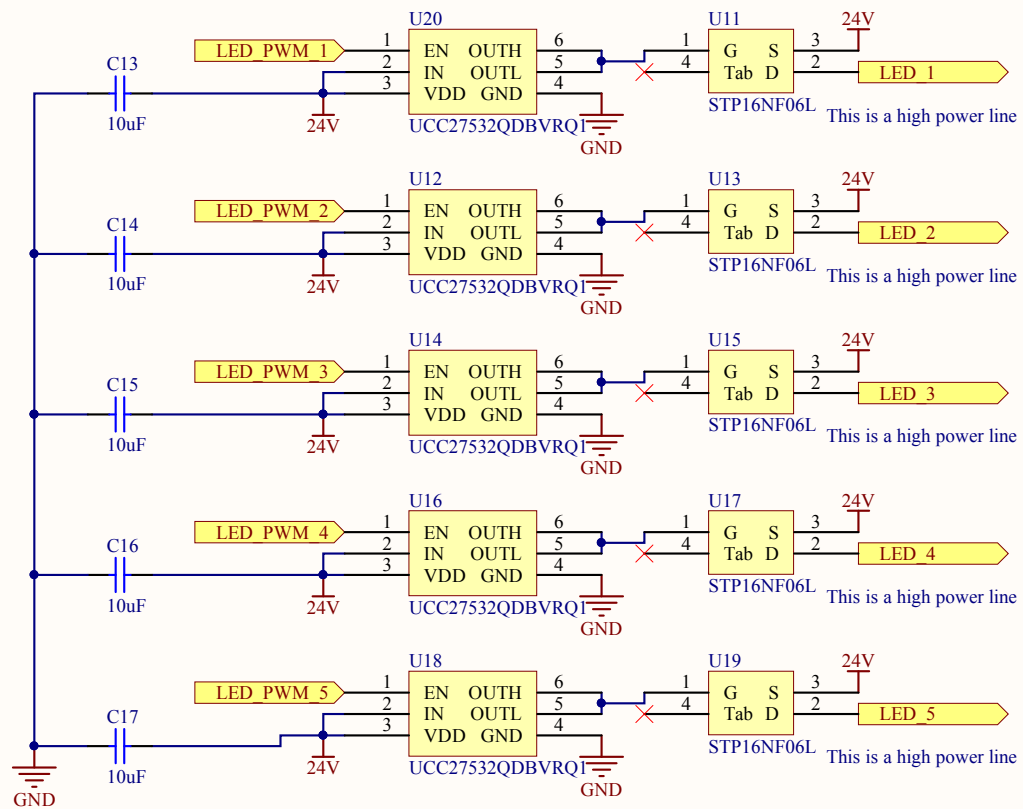 U20
U11
24V
LED_PWM_1
1 EN OUTH 6
1 G S 3
C13
2 IN OUTL 5
4 Tab D 2
LED_1
3 VDD GND 4
STP16NF06L
This is a high power line
10uF
24V
UCC27532QDBVRQ1
GND
U12
U13
24V
LED_PWM_2
1 EN OUTH 6
1 G S 3
C14
2 IN OUTL 5
4 Tab D 2
LED_2
3 VDD GND 4
STP16NF06L
This is a high power line
10uF
24V
UCC27532QDBVRQ1
GND
U14
U15
24V
LED_PWM_3
1 EN OUTH 6
1 G S 3
C15
2 IN OUTL 5
4 Tab D 2
LED_3
3 VDD GND 4
STP16NF06L
This is a high power line
10uF
24V
UCC27532QDBVRQ1
GND
U16
U17
24V
LED_PWM_4
1 EN OUTH 6
1 G S 3
C16
2 IN OUTL 5
4 Tab D 2
LED_4
3 VDD GND 4
STP16NF06L
This is a high power line
10uF
24V
UCC27532QDBVRQ1
GND
U18
U19
24V
LED_PWM_5
1 EN OUTH 6
1 G S 3
C17
2 IN OUTL 5
4 Tab D 2
LED_5
3 VDD GND 4
STP16NF06L
This is a high power line
10uF
24V
UCC27532QDBVRQ1
GND
GND